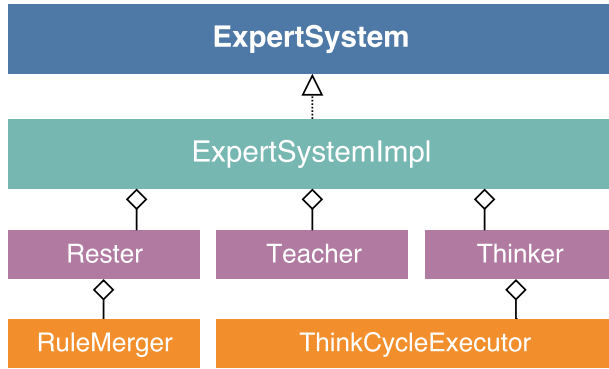 ExpertSystem
ExpertSystemImpl
Rester Teacher Thinker
RuleMerger ThinkCycleExecutor